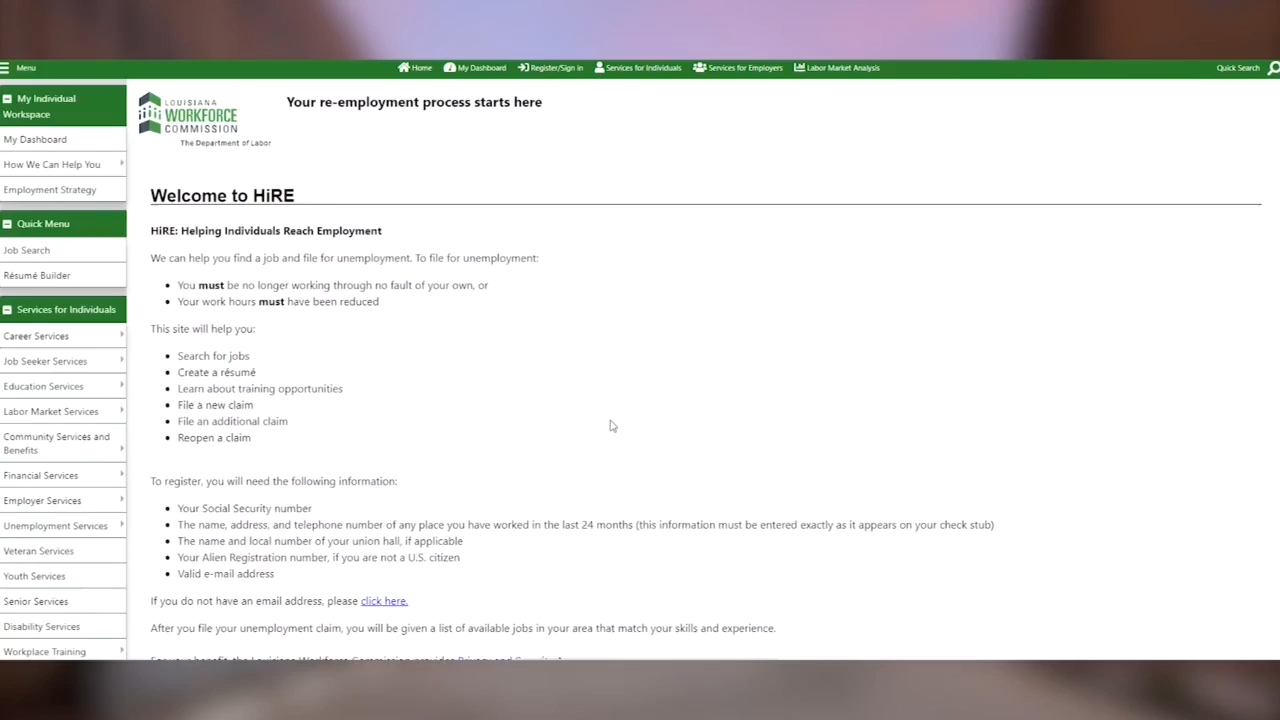 Menu
Home
My Dashboard
Register/Sign in
Services for Individuals
Services for Employers
Labor Market Analysis
Quick Search
My Individual
Workspace
My Dashboard
How We Can Help You
Employment Strategy
Quick Menu
Job Search
Résumé Builder
Services for Individuals
Career Services
Job Seeker Services
Education Services
Labor Market Services
Community Services and
Benefits
Financial Services
Employer Services
Unemployment Services
Veteran Services
Youth Services
Senior Services
Disability Services
Workplace Training
LOUISIANA
WORKFORCE
COMMISSION
The Department of Labor
Your re-employment process starts here
Welcome to HiRE
HiRE: Helping Individuals Reach Employment
We can help you find a job and file for unemployment. To file for unemployment:
You must be no longer working through no fault of your own, or
Your work hours must have been reduced
This site will help you:
Search for jobs
Create a résumé
Learn about training opportunities
File a new claim
File an additional claim
Reopen a claim
To register, you will need the following information:
Your Social Security number
The name, address, and telephone number of any place you have worked in the last 24 months (this information must be entered exactly as it appears on your check stub)
The name and local number of your union hall, if applicable
Your Alien Registration number, if you are not a U.S. citizen
Valid e-mail address
If you do not have an email address, please click here.
After you file your unemployment claim, you will be given a list of available jobs in your area that match your skills and experience.